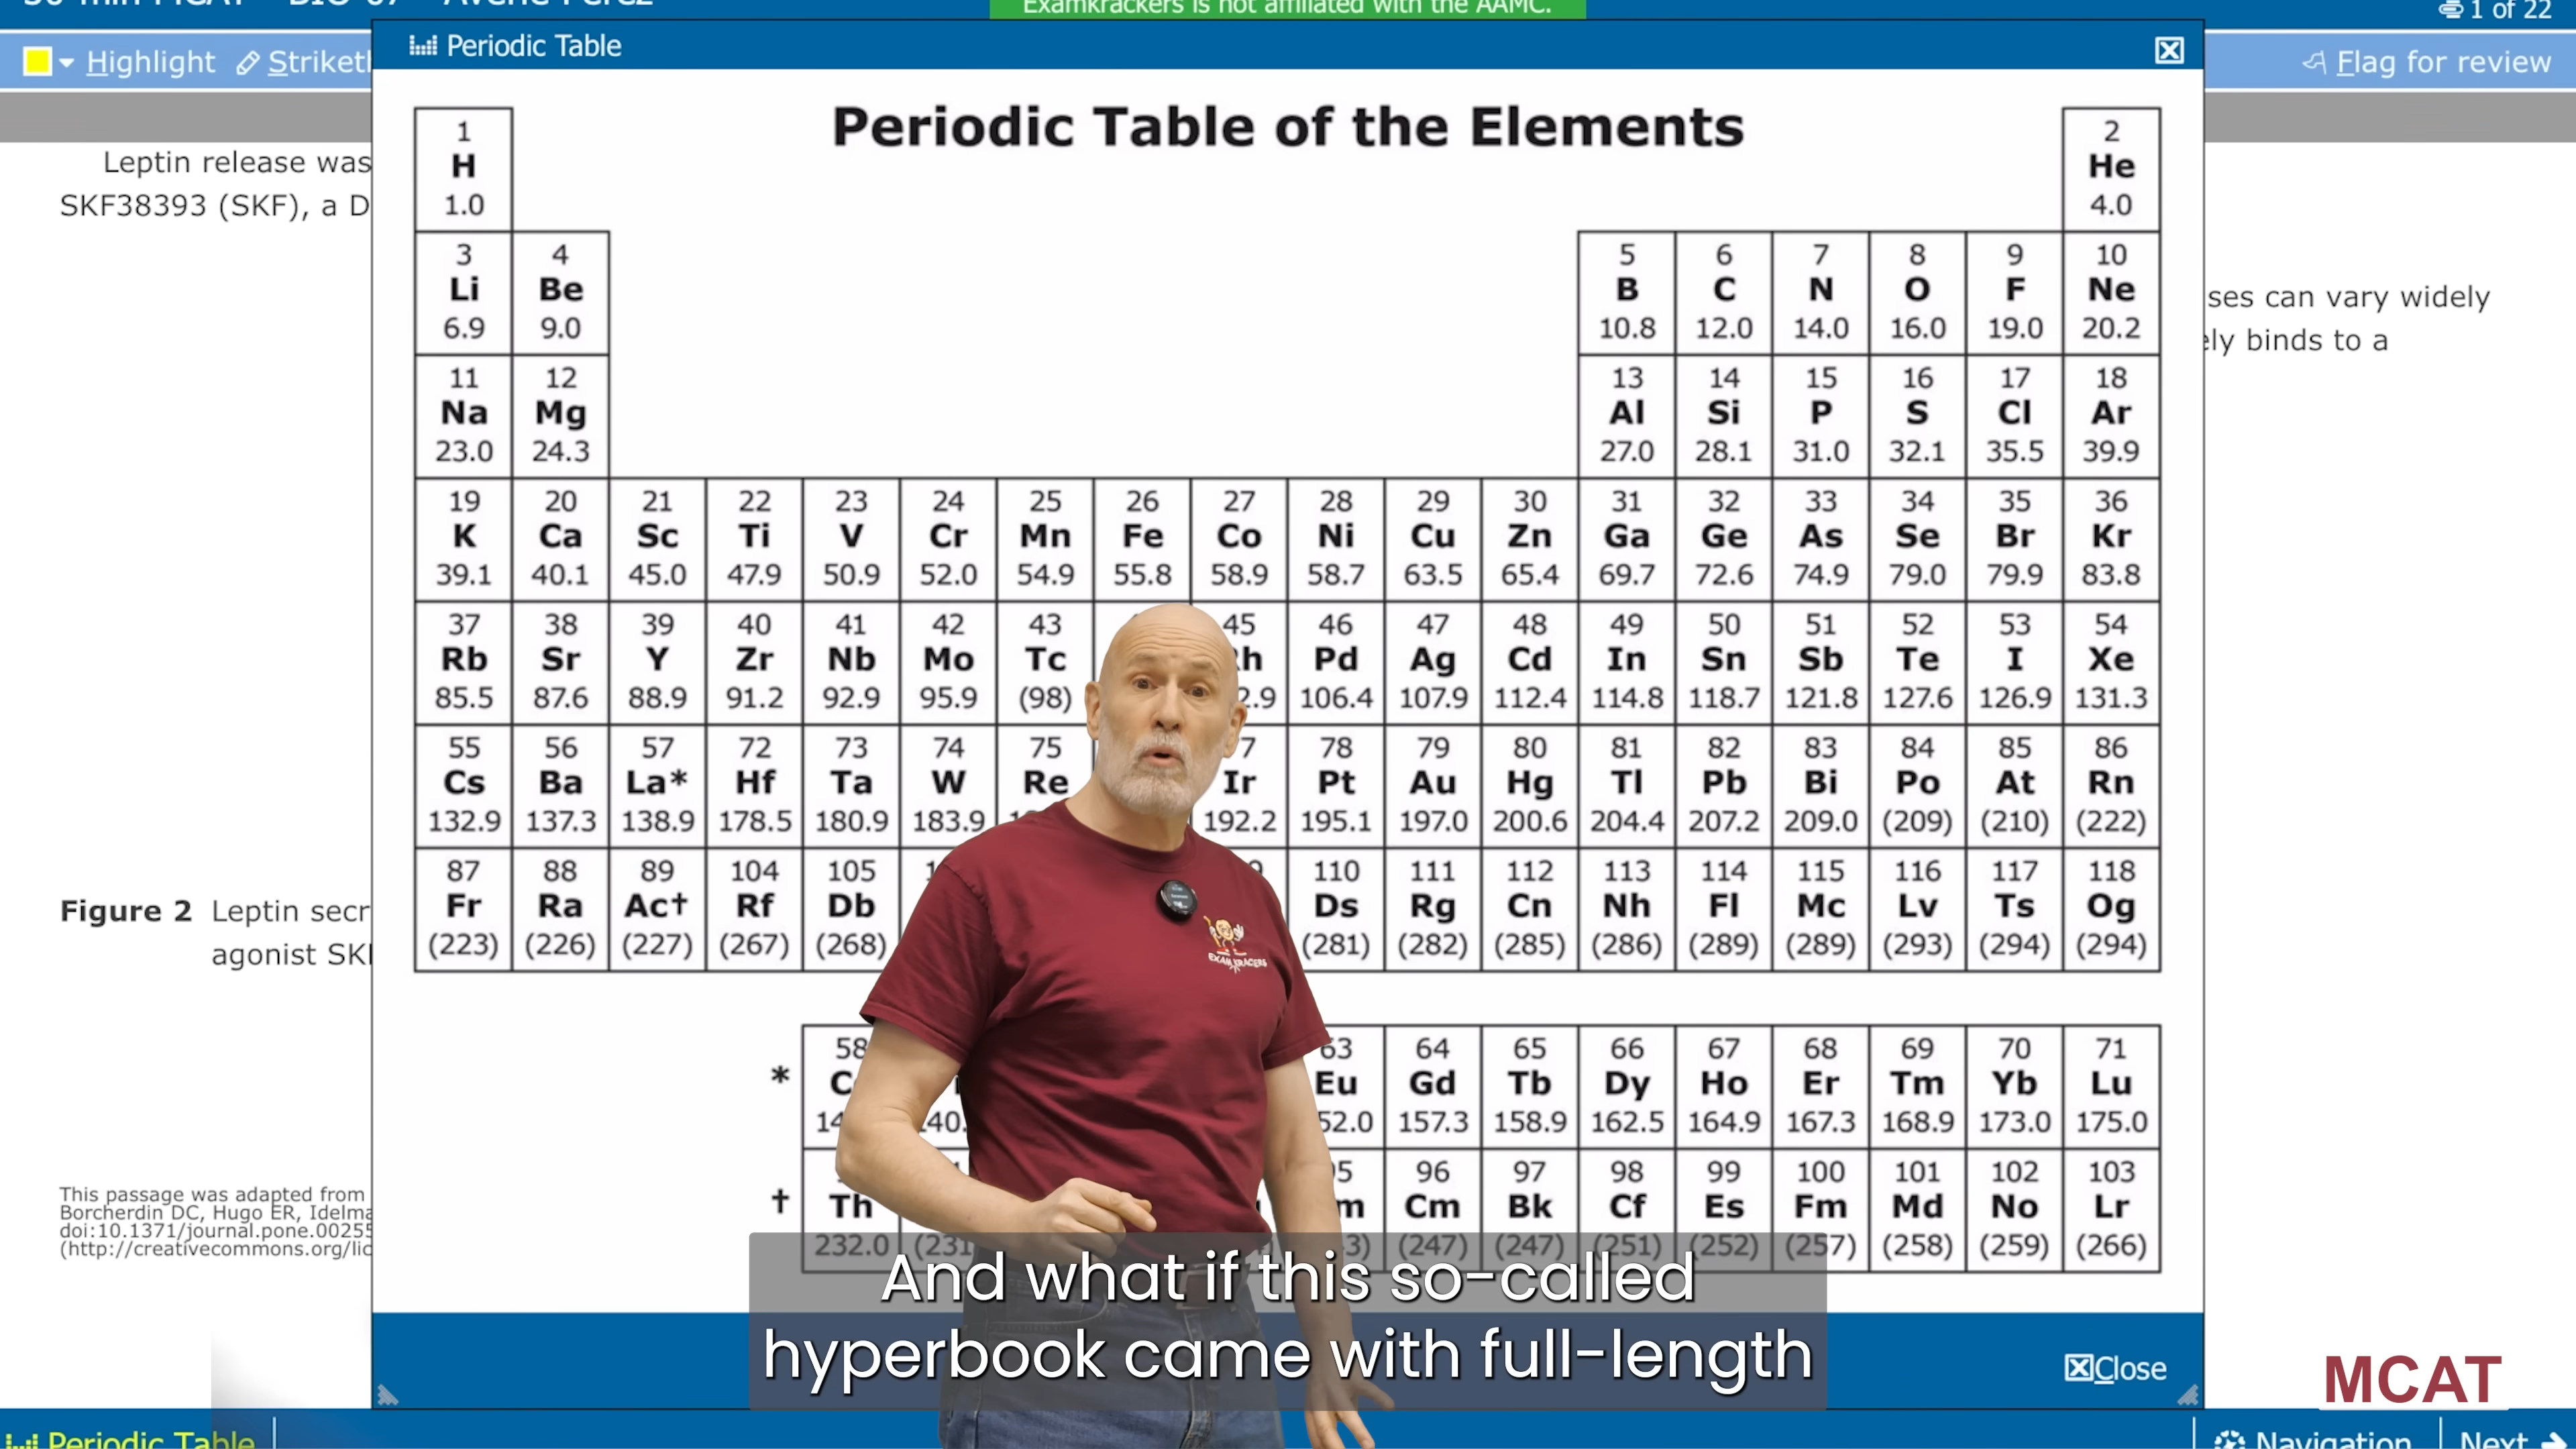 Examkrackers is not affiliated with the AAMC.
1 of 22
Periodic Table
Highlight
Flag for review
Periodic Table of the Elements
Leptin release was
SKF38393 (SKF), a D
1 2
H He
1.0 4.0
3 4 5 6 7 8 9 10
Li Be B C N O F Ne
6.9 9.0 10.8 12.0 14.0 16.0 19.0 20.2
ses can vary widely
binds to a
11 12 13 14 15 16 17 18
Na Mg Al Si P S Cl Ar
23.0 24.3 27.0 28.1 31.0 32.1 35.5 39.9
19 20 21 22 23 24 25 26 27 28 29 30 31 32 33 34 35 36
K Ca Sc Ti V Cr Mn Fe Co Ni Cu Zn Ga Ge As Se Br Kr
39.1 40.1 45.0 47.9 50.9 52.0 54.9 55.8 58.9 58.7 63.5 65.4 69.7 72.6 74.9 79.0 79.9 83.8
37 38 39 40 41 42 43 45 46 47 48 49 50 51 52 53 54
Rb Sr Y Zr Nb Mo Tc Pd Ag Cd In Sn Sb Te I Xe
85.5 87.6 88.9 91.2 92.9 95.9 (98) 106.4 107.9 112.4 114.8 118.7 121.8 127.6 126.9 131.3
55 56 57 72 73 74 75 78 79 80 81 82 83 84 85 86
Cs Ba La* Hf Ta W Re Ir Pt Au Hg Tl Pb Bi Po At Rn
132.9 137.3 138.9 178.5 180.9 183.9 192.2 195.1 197.0 200.6 204.4 207.2 209.0 (209) (210) (222)
87 88 89 104 105 110 111 112 113 114 115 116 117 118
Fr Ra Ac† Rf Db Ds Rg Cn Nh Fl Mc Lv Ts Og
(223) (226) (227) (267) (268) (281) (282) (285) (286) (289) (289) (293) (294) (294)
Figure 2 Leptin secr
agonist SKI
EXAMKRACKERS
58 63 64 65 66 67 68 69 70 71
* Eu Gd Tb Dy Ho Er Tm Yb Lu
157.3 158.9 162.5 164.9 167.3 168.9 173.0 175.0
96 97 98 99 100 101 102 103
† Th Cm Bk Cf Es Fm Md No Lr
232.0 (247) (247) (251) (252) (257) (258) (259) (266)
This passage was adapted from
Borcherdin DC, Hugo ER, Idelma
doi:10.1371/journal.pone.00255
(http://creativecommons.org/lic
And what if this so-called
hyperbook came with full-length
Close
MCAT
Periodic Table
Navigation
Next